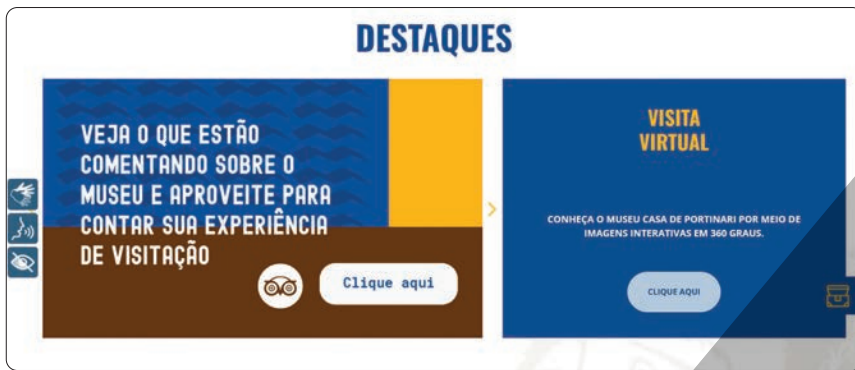 DESTAQUES
VEJA O QUE ESTÃO
COMENTANDO SOBRE O
MUSEU E APROVEITE PARA
CONTAR SUA EXPERIÊNCIA
DE VISITAÇÃO
Clique aqui
VISITA
VIRTUAL
CONHEÇA O MUSEU CASA DE PORTINARI POR MEIO DE
IMAGENS INTERATIVAS EM 360 GRAUS.
CLIQUE AQUI